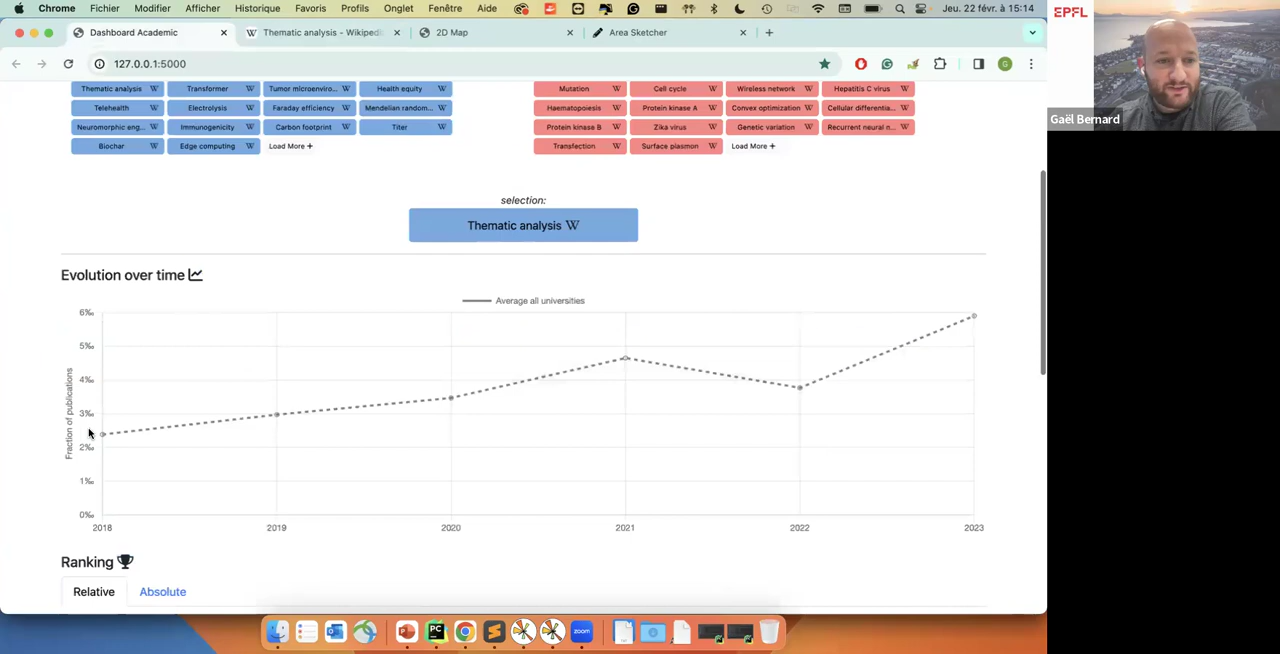 Chrome Fichier Modifier Afficher Historique Favoris Profils Onglet Fenêtre Aide Jeu. 22 févr à 15:14
Dashboard Academic
Thematic analysis - Wikipedi
2D Map
Area Sketcher
127.0.0.1:5000
Thematic analysis Transformer Tumor microenviro... Health equity
Telehealth Electrolysis Faraday efficiency Mendelian random...
Neuromorphic eng... Immunogenicity Carbon footprint Titer
Biochar Edge computing Load More +
Mutation Cell cycle Wireless network Hepatitis C virus
Haematopoiesis Protein kinase A Convex optimization Cellular differentia...
Protein kinase B Zika virus Genetic variation Recurrent neural n...
Transfection Surface plasmon Load More +
selection:
Thematic analysis W
Evolution over time
Average all universities
Fraction of publications
6‰
5‰
4‰
3‰
2‰
1‰
0‰
2018 2019 2020 2021 2022 2023
Ranking
Relative Absolute
zoom
EPFL
Gaël Bernard